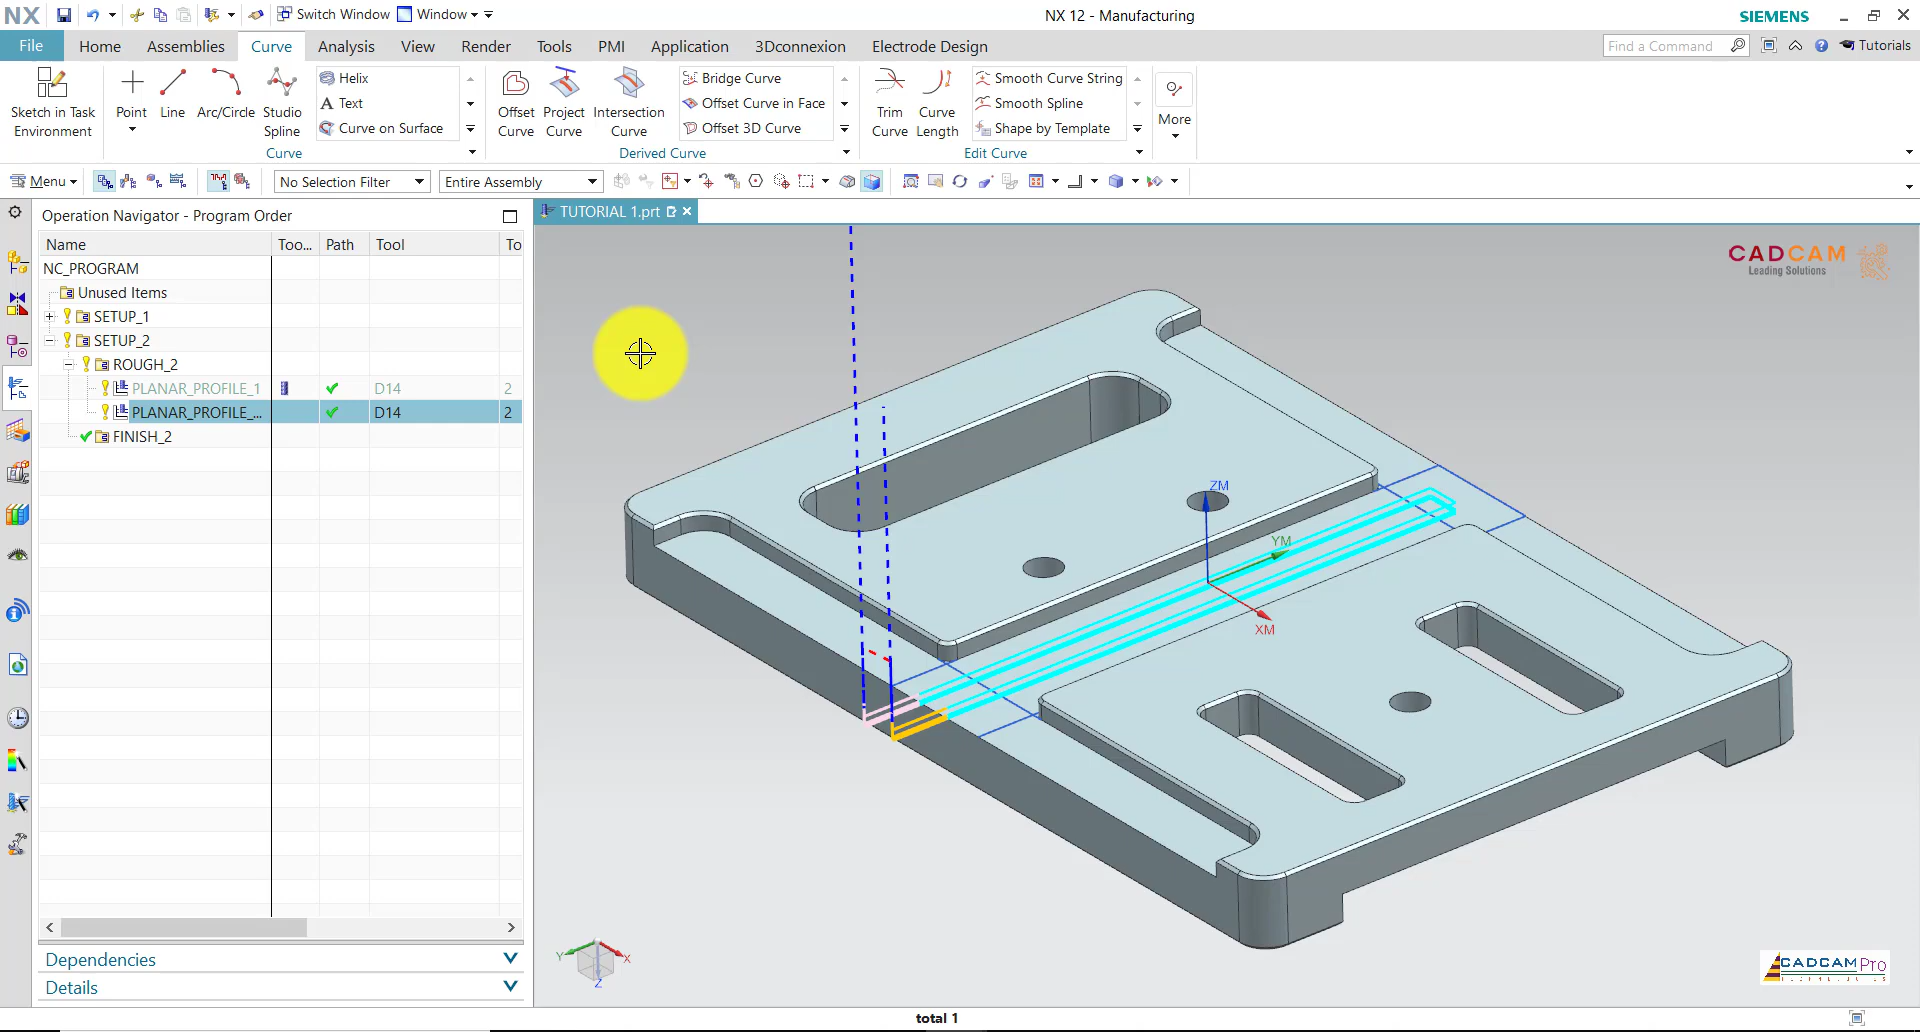 NX
Switch Window
Window
NX 12 - Manufacturing
SIEMENS
File
Home
Assemblies
Curve
Analysis
View
Render
Tools
PMI
Application
3Dconnexion
Electrode Design
Find a Command
Tutorials
Sketch in Task Environment
Point
Line
Arc/Circle
Studio Spline
Helix
Text
Curve on Surface
Curve
Offset Curve
Project Curve
Intersection Curve
Bridge Curve
Offset Curve in Face
Offset 3D Curve
Derived Curve
Trim Curve
Curve Length
Smooth Curve String
Smooth Spline
Shape by Template
Edit Curve
More
Menu
No Selection Filter
Entire Assembly
Operation Navigator - Program Order
TUTORIAL 1.prt
Name Too... Path Tool To
NC_PROGRAM
Unused Items
SETUP_1
SETUP_2
ROUGH_2
PLANAR_PROFILE_1 D14 2
PLANAR_PROFILE_... D14 2
FINISH_2
CADCAM
Leading Solutions
ZM
YM
XM
Y
X
Z
Dependencies
Details
CADCAM Pro
total 1